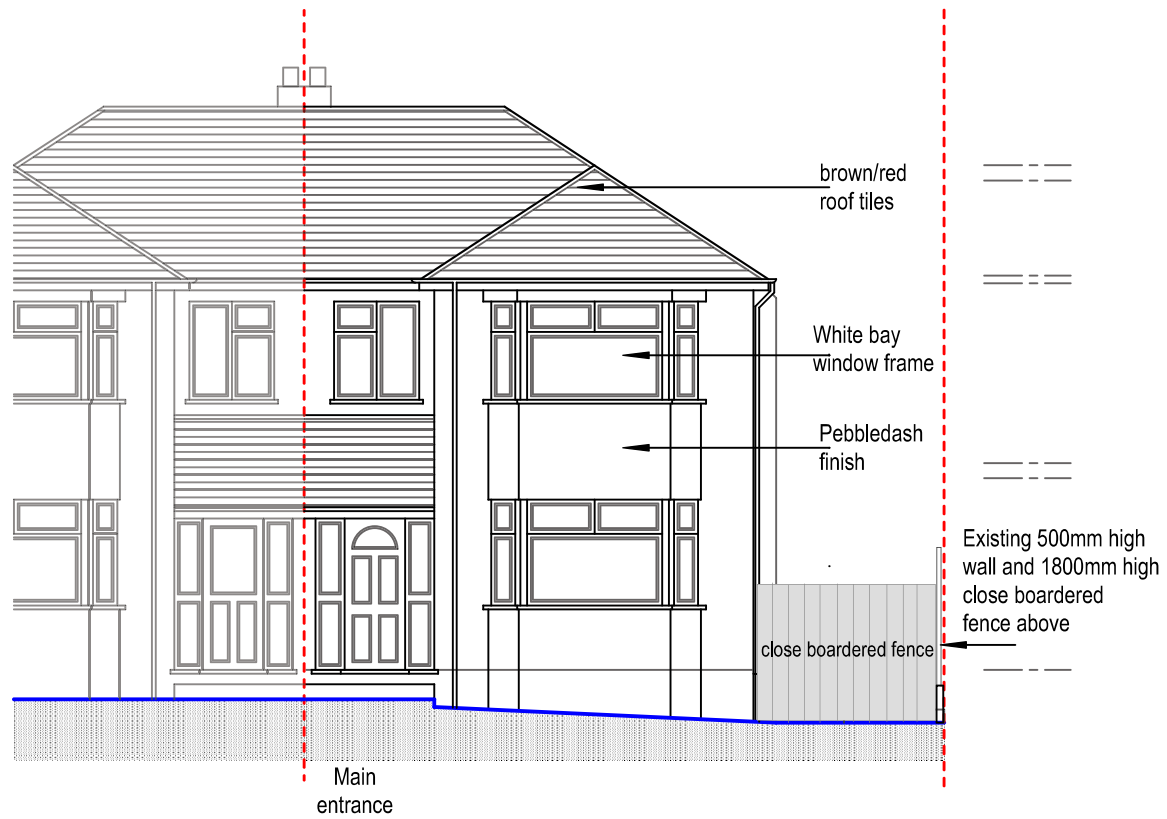 brown/red
roof tiles
White bay
window frame
Pebbledash
finish
Existing 500mm high
wall and 1800mm high
close boardered
fence above
close boardered fence
Main
entrance